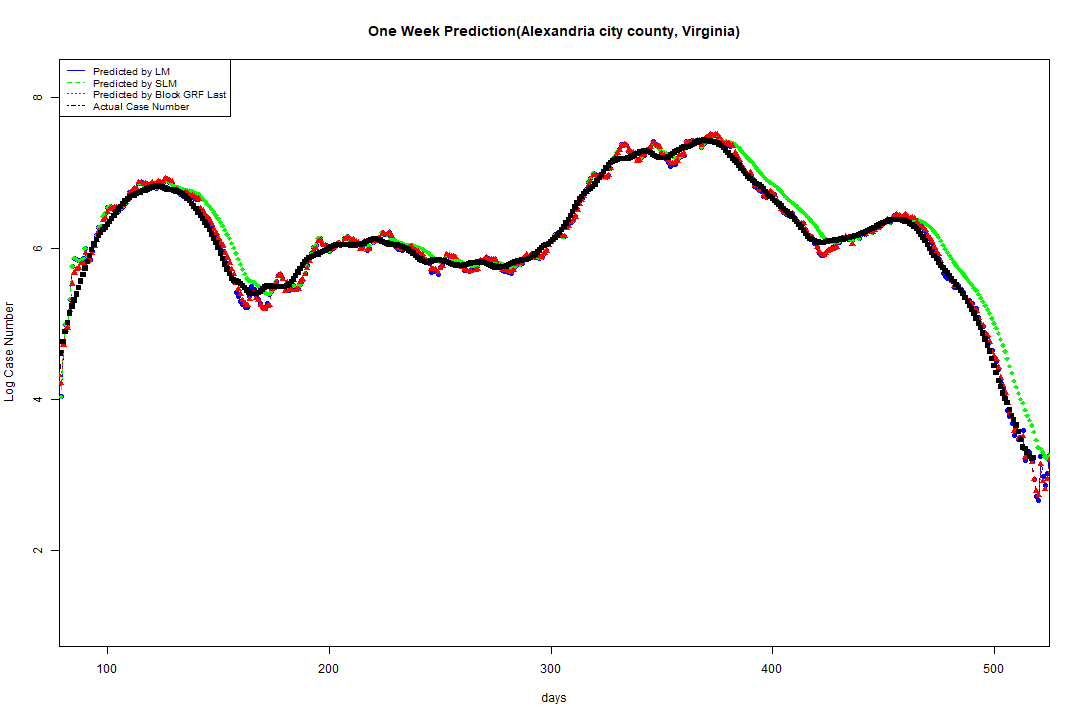 One Week Prediction(Alexandria city county, Virginia)
Predicted by LM
Predicted by SLM
Predicted by Block GRF Last
Actual Case Number
8
6
4
2
Log Case Number
100 200 300 400 500
days